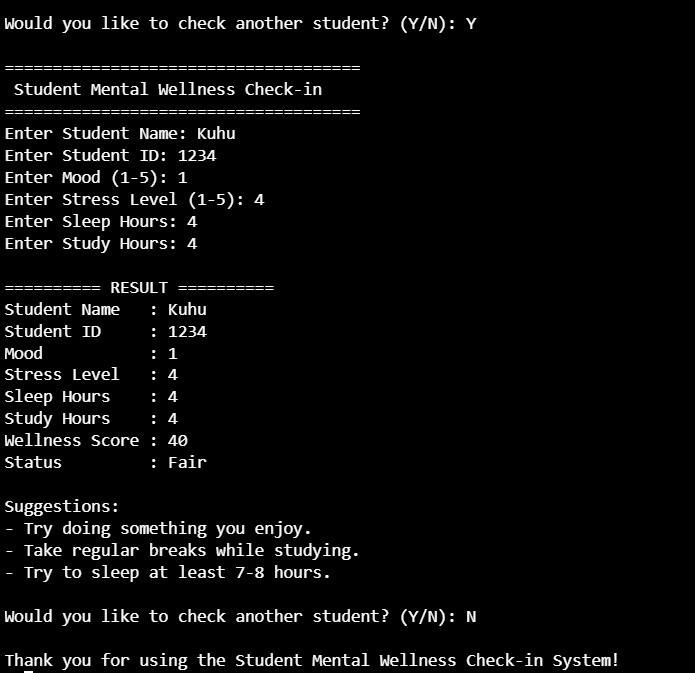 Would you like to check another student? (Y/N): Y
=====================================
Student Mental Wellness Check-in
=====================================
Enter Student Name: Kuhu
Enter Student ID: 1234
Enter Mood (1-5): 1
Enter Stress Level (1-5): 4
Enter Sleep Hours: 4
Enter Study Hours: 4
========== RESULT ==========
Student Name   : Kuhu
Student ID     : 1234
Mood           : 1
Stress Level   : 4
Sleep Hours    : 4
Study Hours    : 4
Wellness Score : 40
Status         : Fair
Suggestions:
- Try doing something you enjoy.
- Take regular breaks while studying.
- Try to sleep at least 7-8 hours.
Would you like to check another student? (Y/N): N
Thank you for using the Student Mental Wellness Check-in System!